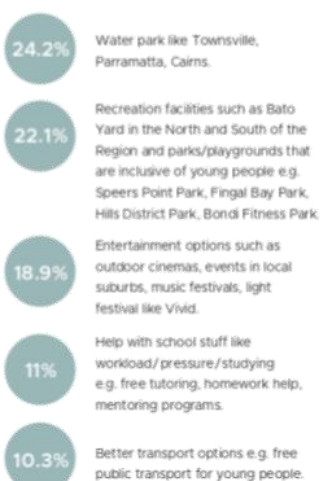 24.2%
Water park like Townsville,
Parramatta, Cairns.
22.1%
Recreation facilities such as Bato
Yard in the North and South of the
Region and parks/playgrounds that
are inclusive of young people e.g.
Speers Point Park, Fingal Bay Park,
Hills District Park, Bondi Fitness Park.
18.9%
Entertainment options such as
outdoor cinemas, events in local
suburbs, music festivals, light
festival like Vivid.
11%
Help with school stuff like
workload/pressure/studying
e.g. free tutoring, homework help,
mentoring programs.
10.3%
Better transport options e.g. free
public transport for young people.